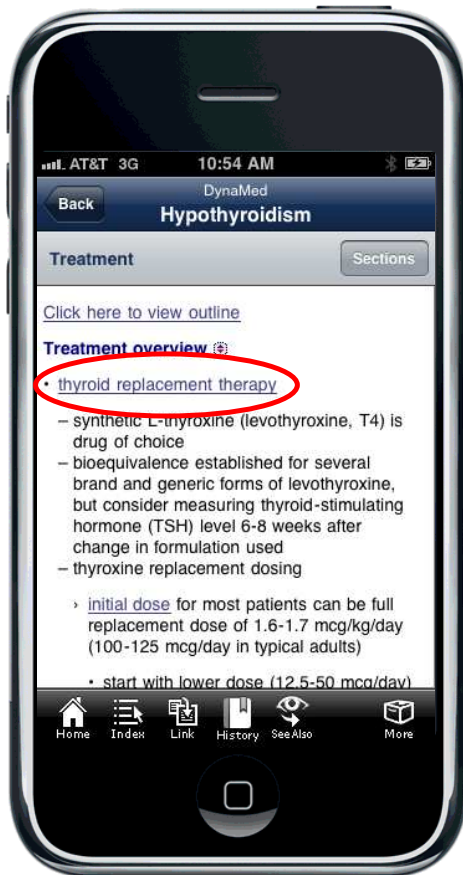 AT&T 3G 10:54 AM
Back
DynaMed
Hypothyroidism
Treatment
Sections
Click here to view outline
Treatment overview
• thyroid replacement therapy
– synthetic L-thyroxine (levothyroxine, T4) is
drug of choice
– bioequivalence established for several
brand and generic forms of levothyroxine,
but consider measuring thyroid-stimulating
hormone (TSH) level 6-8 weeks after
change in formulation used
– thyroxine replacement dosing
› initial dose for most patients can be full
replacement dose of 1.6-1.7 mcg/kg/day
(100-125 mcg/day in typical adults)
• start with lower dose (12.5-50 mcg/day)
Home Index Link History SeeAlso More